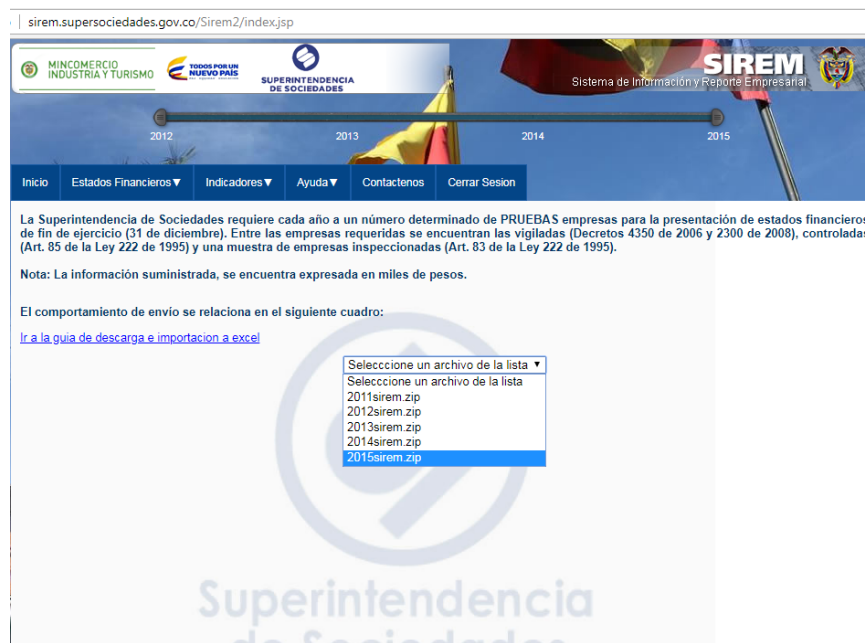 sirem.supersociedades.gov.co/Sirem2/index.jsp
MINCOMERCIO
INDUSTRIA Y TURISMO
TODOS POR UN
NUEVO PAÍS
SUPERINTENDENCIA
DE SOCIEDADES
SIREM
Sistema de Información y Reporte Empresarial
2012 2013 2014 2015
Inicio Estados Financieros▼ Indicadores▼ Ayuda▼ Contactenos Cerrar Sesion
La Superintendencia de Sociedades requiere cada año a un número determinado de PRUEBAS empresas para la presentación de estados financieros
de fin de ejercicio (31 de diciembre). Entre las empresas requeridas se encuentran las vigiladas (Decretos 4350 de 2006 y 2300 de 2008), controladas
(Art. 85 de la Ley 222 de 1995) y una muestra de empresas inspeccionadas (Art. 83 de la Ley 222 de 1995).
Nota: La información suministrada, se encuentra expresada en miles de pesos.
El comportamiento de envío se relaciona en el siguiente cuadro:
Ir a la guia de descarga e importacion a excel
Selecccione un archivo de la lista ▼
Selecccione un archivo de la lista
2011sirem.zip
2012sirem.zip
2013sirem.zip
2014sirem.zip
2015sirem.zip
Superintendencia
de Sociedades